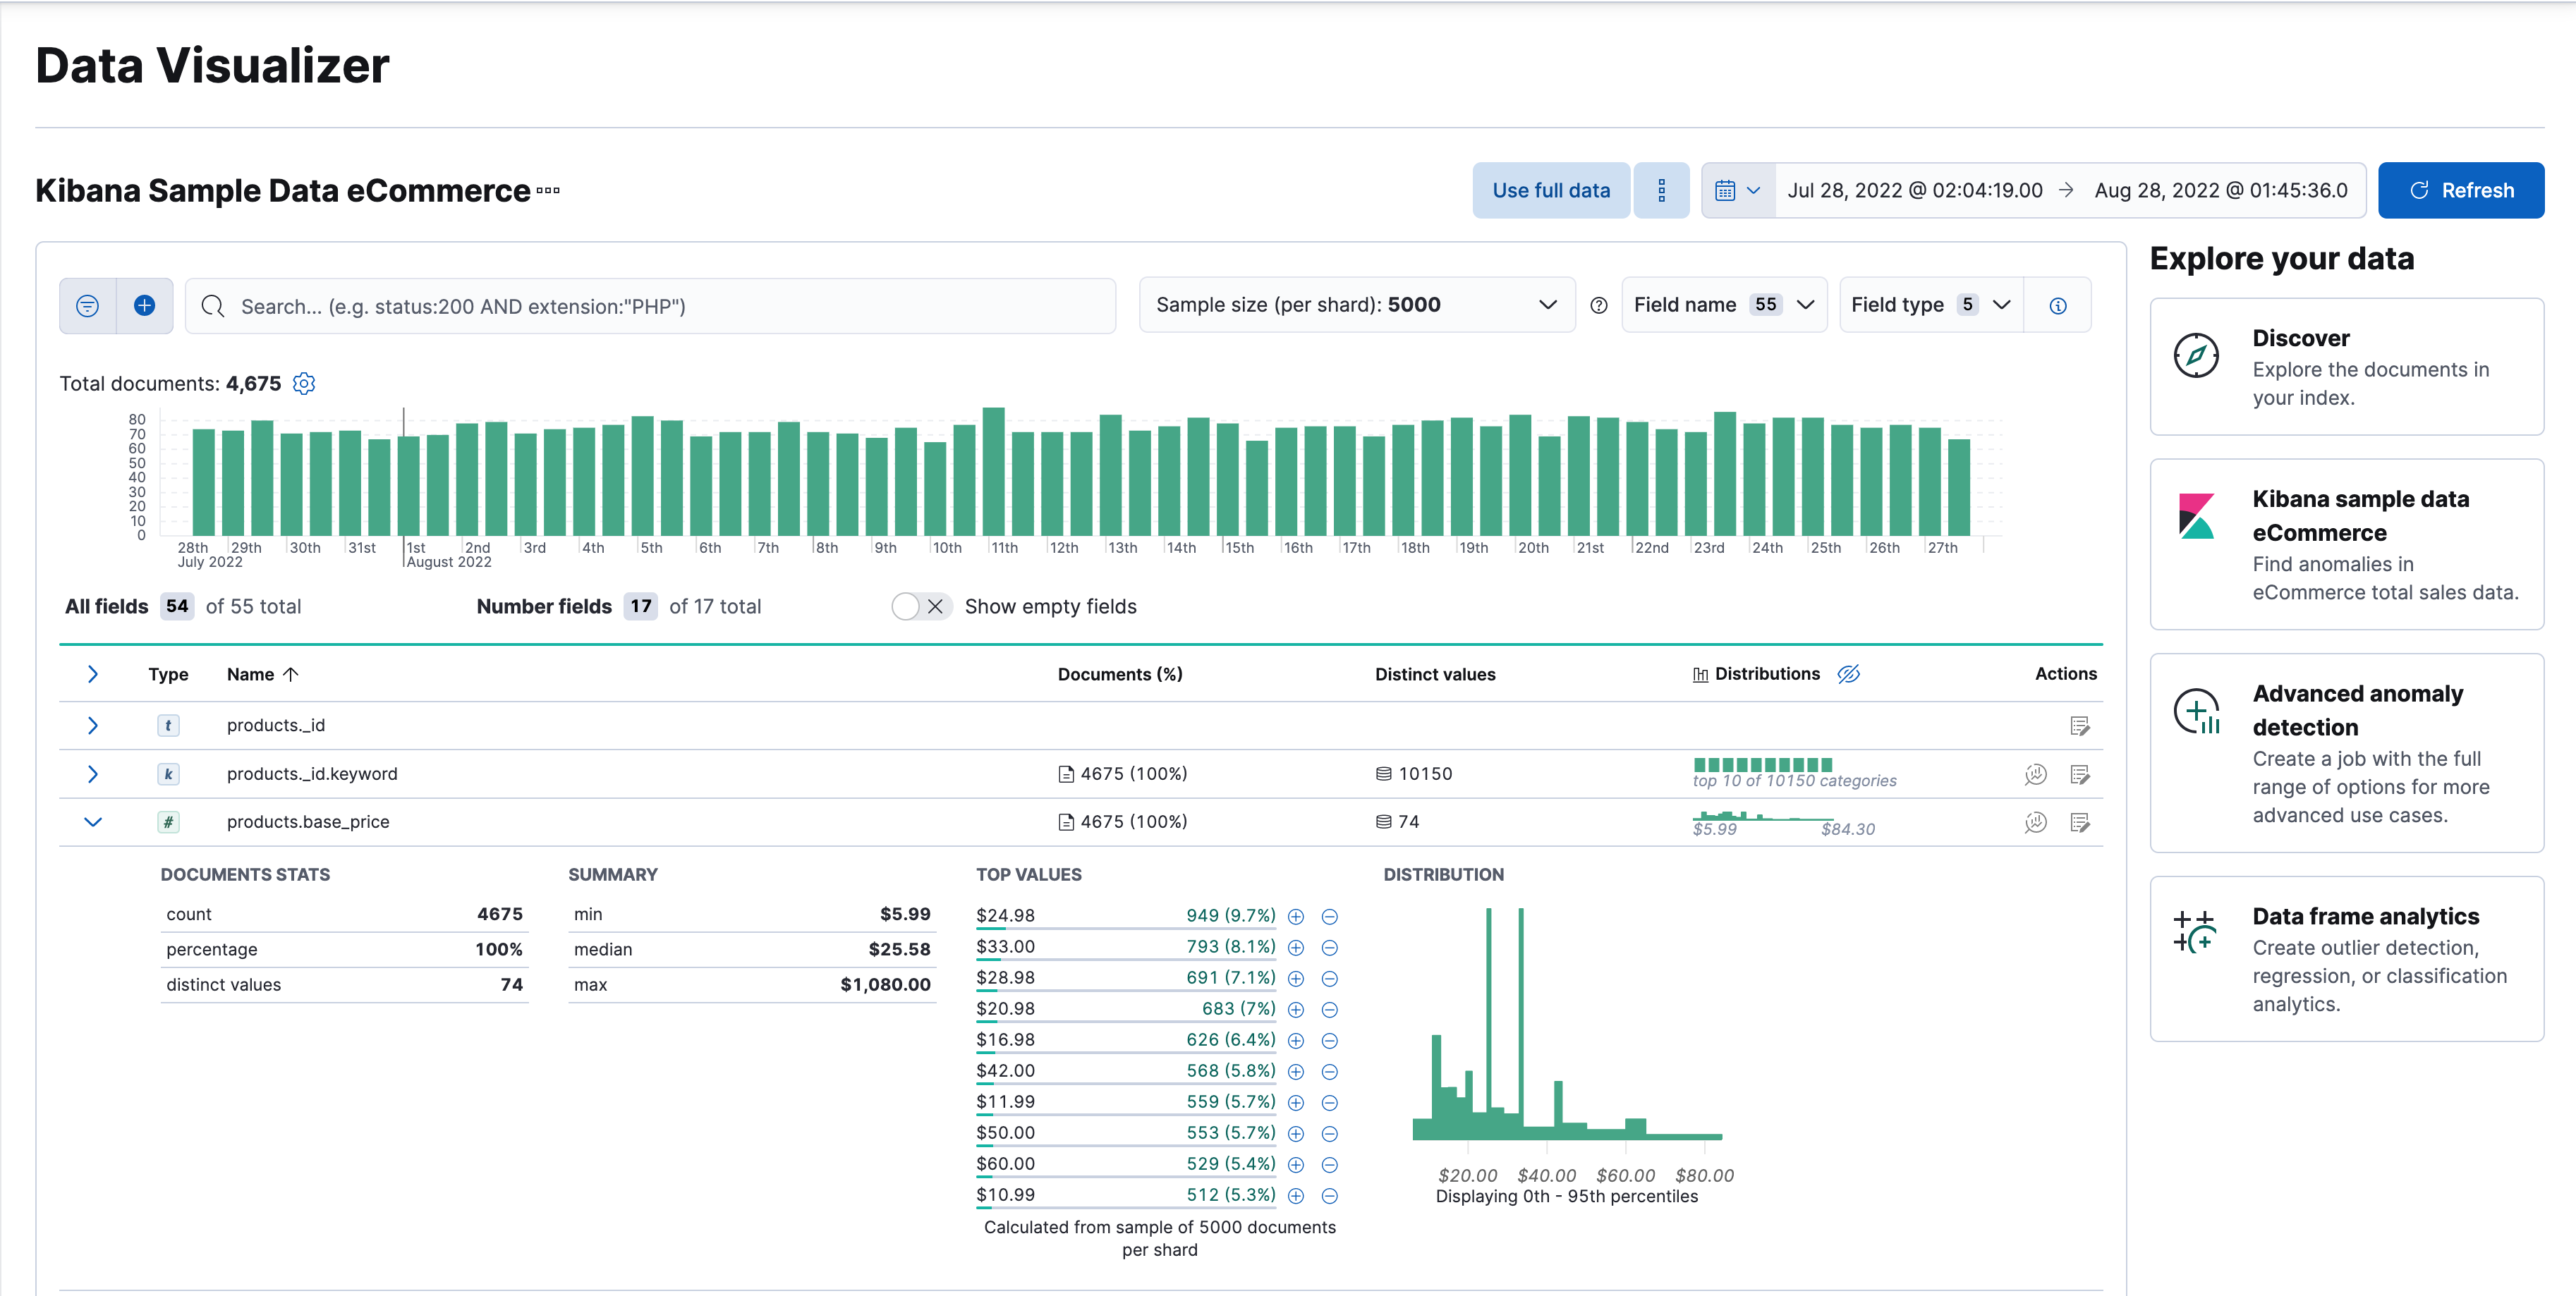 Data Visualizer
Kibana Sample Data eCommerce
Use full data
Jul 28, 2022 @ 02:04:19.00 → Aug 28, 2022 @ 01:45:36.0
Refresh
Search... (e.g. status:200 AND extension:"PHP")
Sample size (per shard): 5000
Field name 55
Field type 5
Total documents: 4,675
80
70
60
50
40
30
20
10
0
28th 29th 30th 31st 1st 2nd 3rd 4th 5th 6th 7th 8th 9th 10th 11th 12th 13th 14th 15th 16th 17th 18th 19th 20th 21st 22nd 23rd 24th 25th 26th 27th
July 2022 August 2022
All fields 54 of 55 total
Number fields 17 of 17 total
Show empty fields
Type Name ↑ Documents (%) Distinct values Distributions Actions
t products._id
k products._id.keyword 4675 (100%) 10150
top 10 of 10150 categories
# products.base_price 4675 (100%) 74
$5.99 $84.30
DOCUMENTS STATS
count 4675
percentage 100%
distinct values 74
SUMMARY
min $5.99
median $25.58
max $1,080.00
TOP VALUES
$24.98 949 (9.7%)
$33.00 793 (8.1%)
$28.98 691 (7.1%)
$20.98 683 (7%)
$16.98 626 (6.4%)
$42.00 568 (5.8%)
$11.99 559 (5.7%)
$50.00 553 (5.7%)
$60.00 529 (5.4%)
$10.99 512 (5.3%)
Calculated from sample of 5000 documents
per shard
DISTRIBUTION
$20.00 $40.00 $60.00 $80.00
Displaying 0th - 95th percentiles
Explore your data
Discover
Explore the documents in
your index.
Kibana sample data
eCommerce
Find anomalies in
eCommerce total sales data.
Advanced anomaly
detection
Create a job with the full
range of options for more
advanced use cases.
Data frame analytics
Create outlier detection,
regression, or classification
analytics.